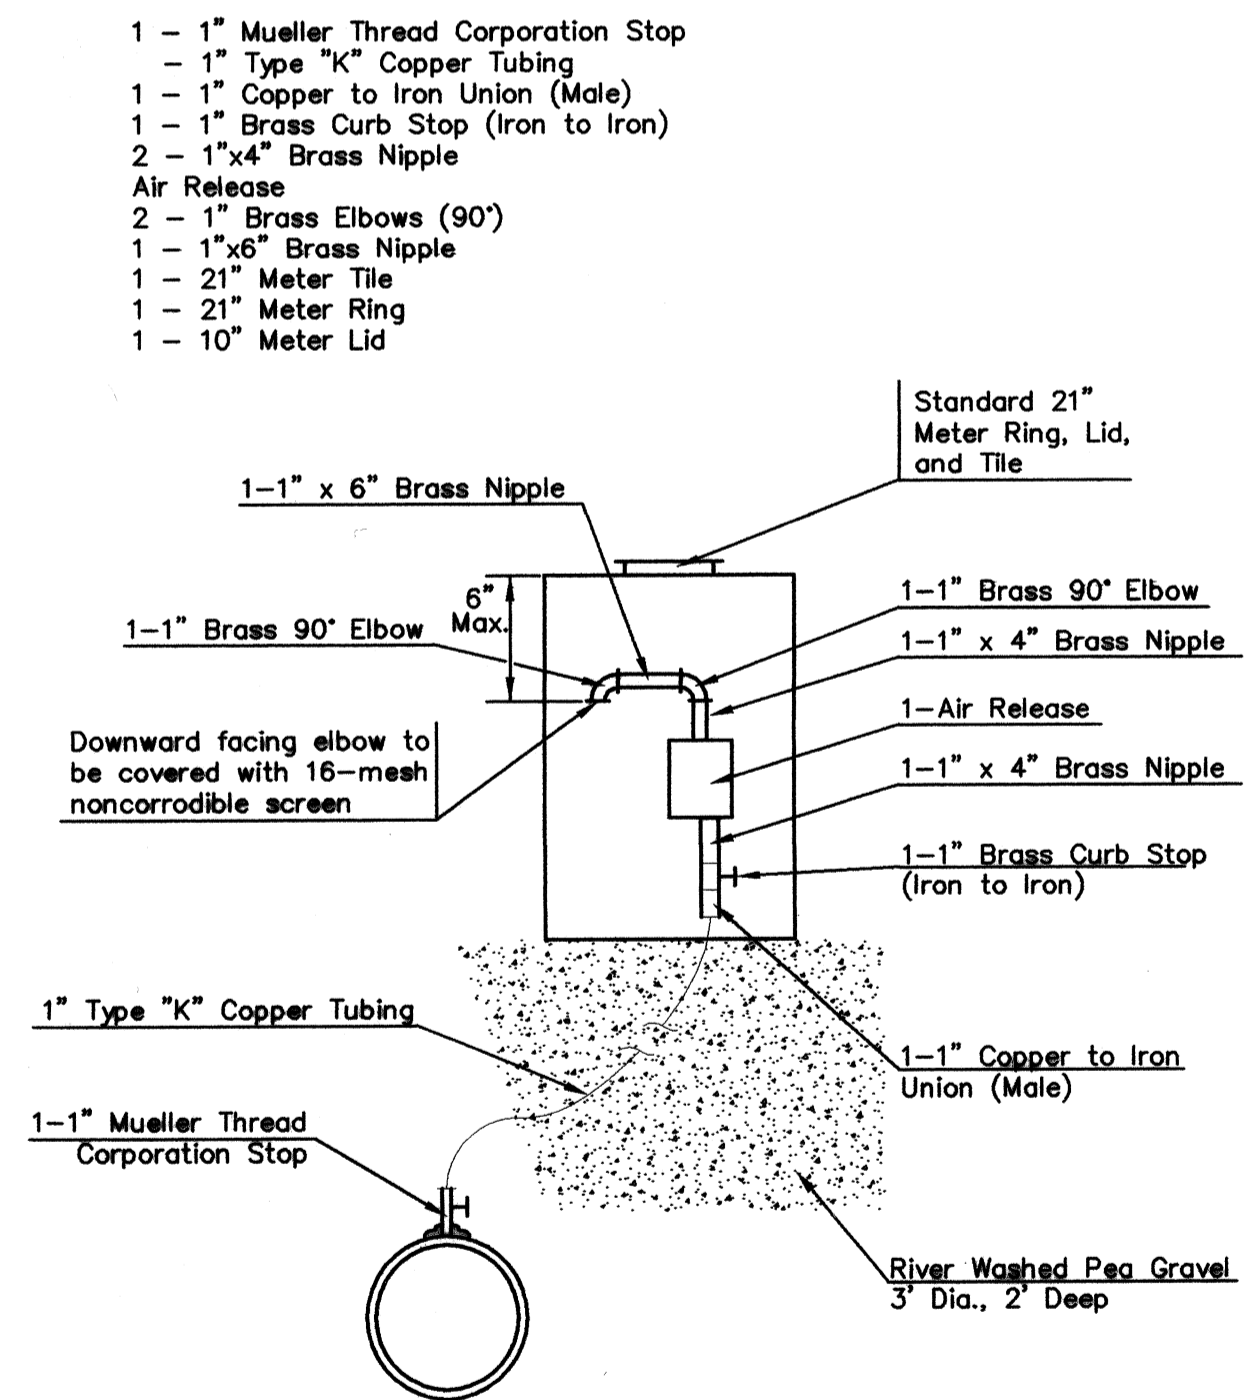 1 - 1" Mueller Thread Corporation Stop
- 1" Type "K" Copper Tubing
1 - 1" Copper to Iron Union (Male)
1 - 1" Brass Curb Stop (Iron to Iron)
2 - 1"x4" Brass Nipple
Air Release
2 - 1" Brass Elbows (90°)
1 - 1"x6" Brass Nipple
1 - 21" Meter Tile
1 - 21" Meter Ring
1 - 10" Meter Lid
Standard 21"
Meter Ring, Lid,
and Tile
1-1" x 6" Brass Nipple
6"
Max.
1-1" Brass 90° Elbow
1-1" Brass 90° Elbow
1-1" x 4" Brass Nipple
1-Air Release
Downward facing elbow to
be covered with 16-mesh
noncorrodible screen
1-1" x 4" Brass Nipple
1-1" Brass Curb Stop
(Iron to Iron)
1" Type "K" Copper Tubing
1-1" Copper to Iron
Union (Male)
1-1" Mueller Thread
Corporation Stop
River Washed Pea Gravel
3' Dia., 2' Deep